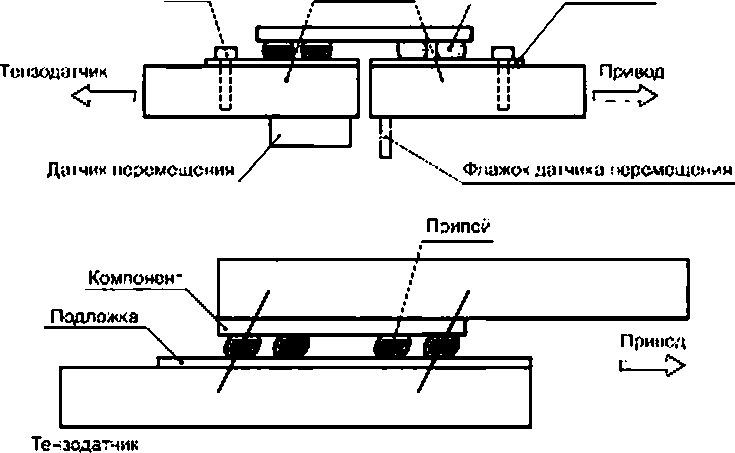 Тензодатчик
Привод
Датчик перемещения
Флажок датчика перемещения
Припой
Компонент
Подложка
Привод
Тензодатчик